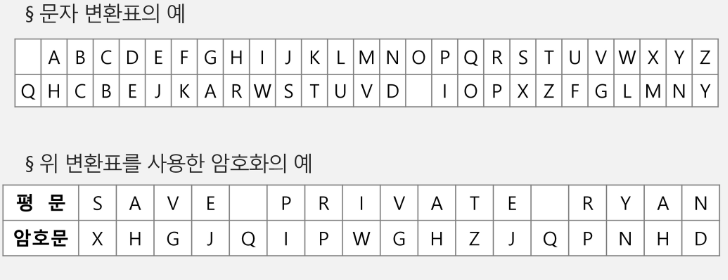 § 문자 변환표의 예
A B C D E F G H I J K L M N O P Q R S T U V W X Y Z
Q H C B E J K A R W S T U V D I O P X Z F G L M N Y
§ 위 변환표를 사용한 암호화의 예
평 문 S A V E P R I V A T E R Y A N
암호문 X H G J Q I P W G H Z J Q P N H D